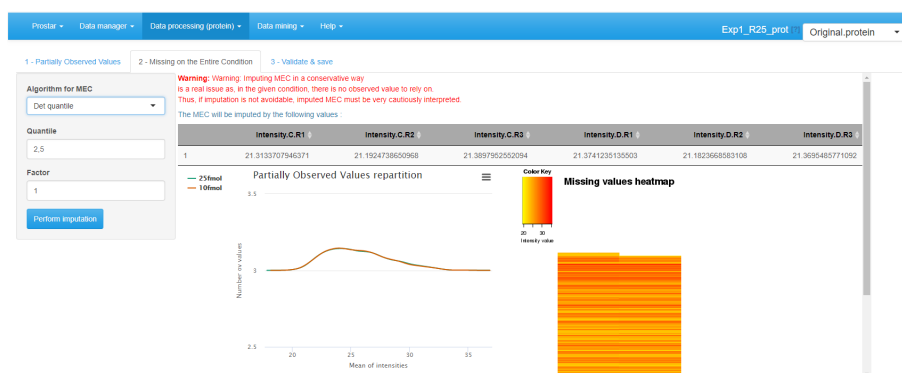 Prostar Data manager Data processing (protein) Data mining Help
Exp1_R25_prot Original.protein
1 - Partially Observed Values 2 - Missing on the Entire Condition 3 - Validate & save
Algorithm for MEC
Det quantile
Quantile
2,5
Factor
1
Perform imputation
Warning: Warning: Imputing MEC in a conservative way
is a real issue as, in the given condition, there is no observed value to rely on.
Thus, if imputation is not avoidable, imputed MEC must be very cautiously interpreted.
The MEC will be imputed by the following values :
Intensity.C.R1 Intensity.C.R2 Intensity.C.R3 Intensity.D.R1 Intensity.D.R2 Intensity.D.R3
1 21.3133707946371 21.1924738650968 21.3897952552094 21.3741235135503 21.1823668583108 21.3695485771092
25fmol
10fmol
Partially Observed Values repartition
3.5
3
2.5
Number ov values
20 25 30 35
Mean of intensities
Color Key
20 30
Intensity value
Missing values heatmap